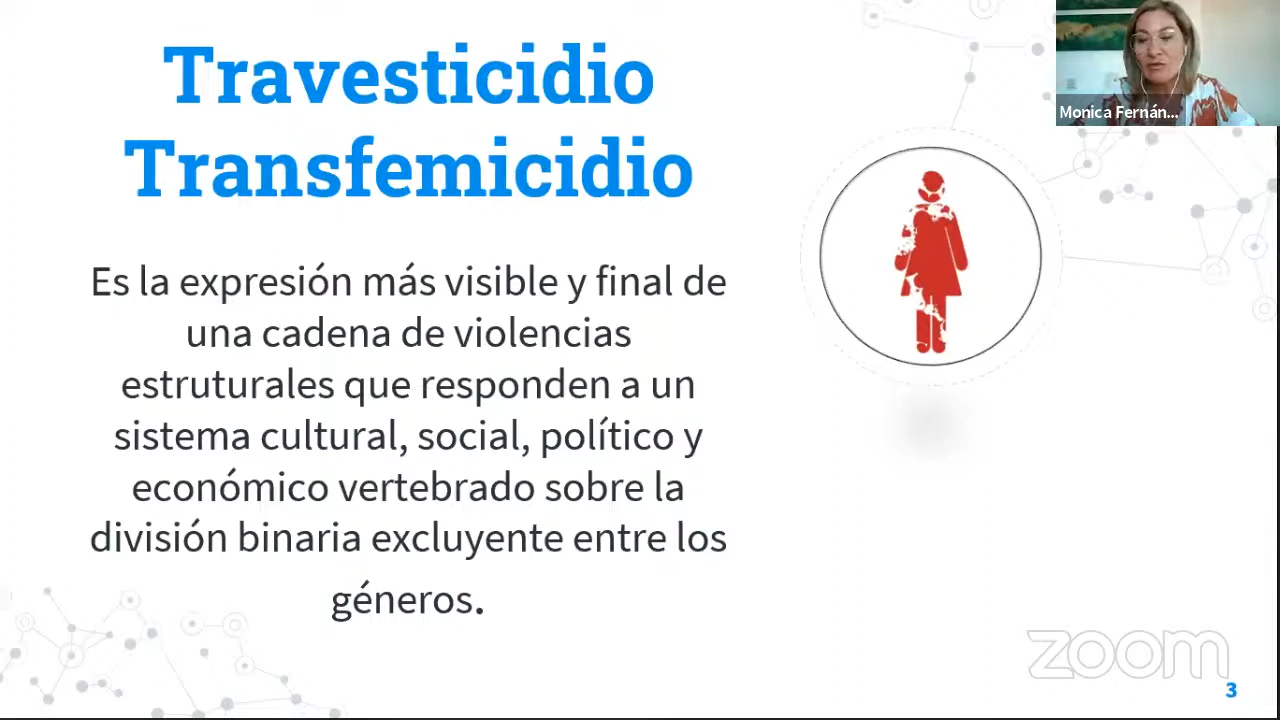 Travesticidio
Transfemicidio
Monica Fernán...
Es la expresión más visible y final de
una cadena de violencias
estruturales que responden a un
sistema cultural, social, político y
económico vertebrado sobre la
división binaria excluyente entre los
géneros.
zoom
3